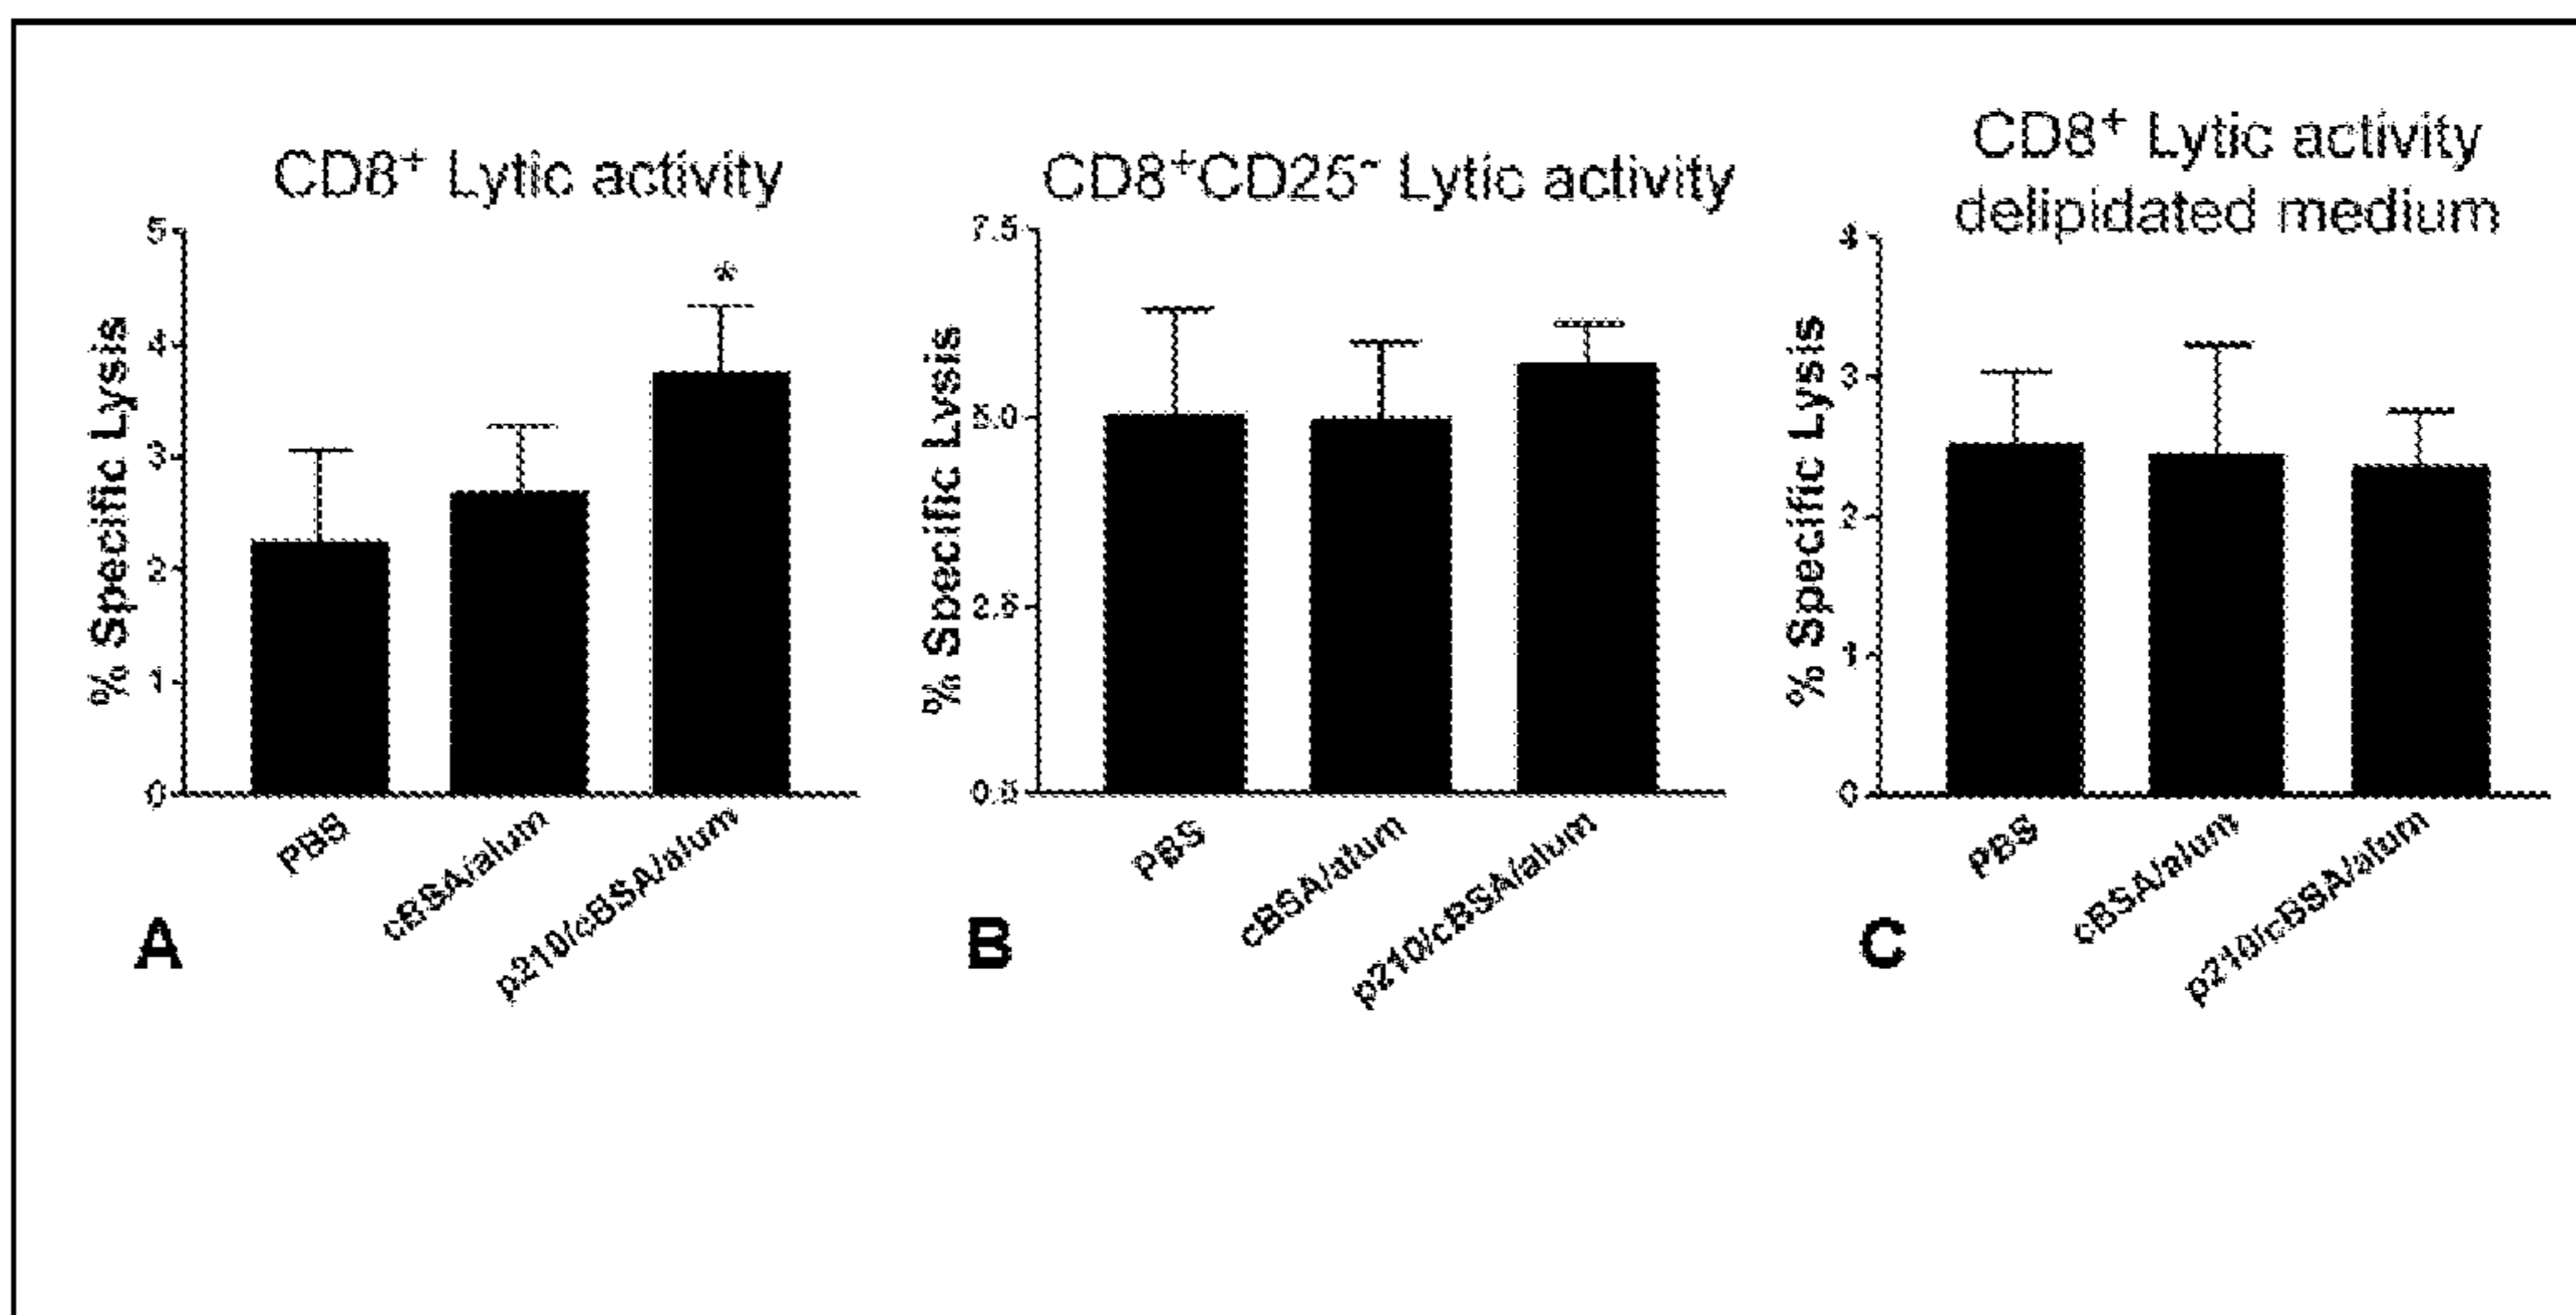 CD8+ Lytic activity
% Specific Lysis
5
4
3
2
1
0
*
PBS
cBSA/alum
p210/cBSA/alum
A
CD8+CD25- Lytic activity
% Specific Lysis
7.5
5.0
2.5
0.0
PBS
cBSA/alum
p210/cBSA/alum
B
CD8+ Lytic activity
delipidated medium
% Specific Lysis
4
3
2
1
0
PBS
cBSA/alum
p210/cBSA/alum
C